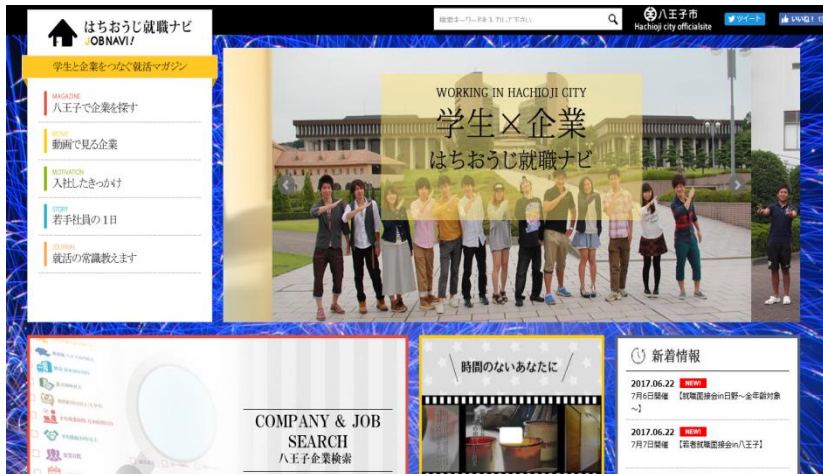 はちおうじ就職ナビ
JOBNAVI!
学生と企業をつなぐ就活マガジン
MAGAZINE
八王子で企業を探す
動画で見る企業
MOTIVATION
入社したきっかけ
STORY
若手社員の1日
JOURNAL
就活の常識教えます
八王子市
Hachioji city officialsite
ツイート
いいね!
WORKING IN HACHIOJI CITY
学生×企業
はちおうじ就職ナビ
COMPANY & JOB
SEARCH
八王子企業検索
時間のないあなたに
新着情報
2017.06.22 NEW!
7月6日開催 【就職面接会in日野~全年齢対象
~】
2017.06.22 NEW!
7月7日開催 【若者就職面接会in八王子】